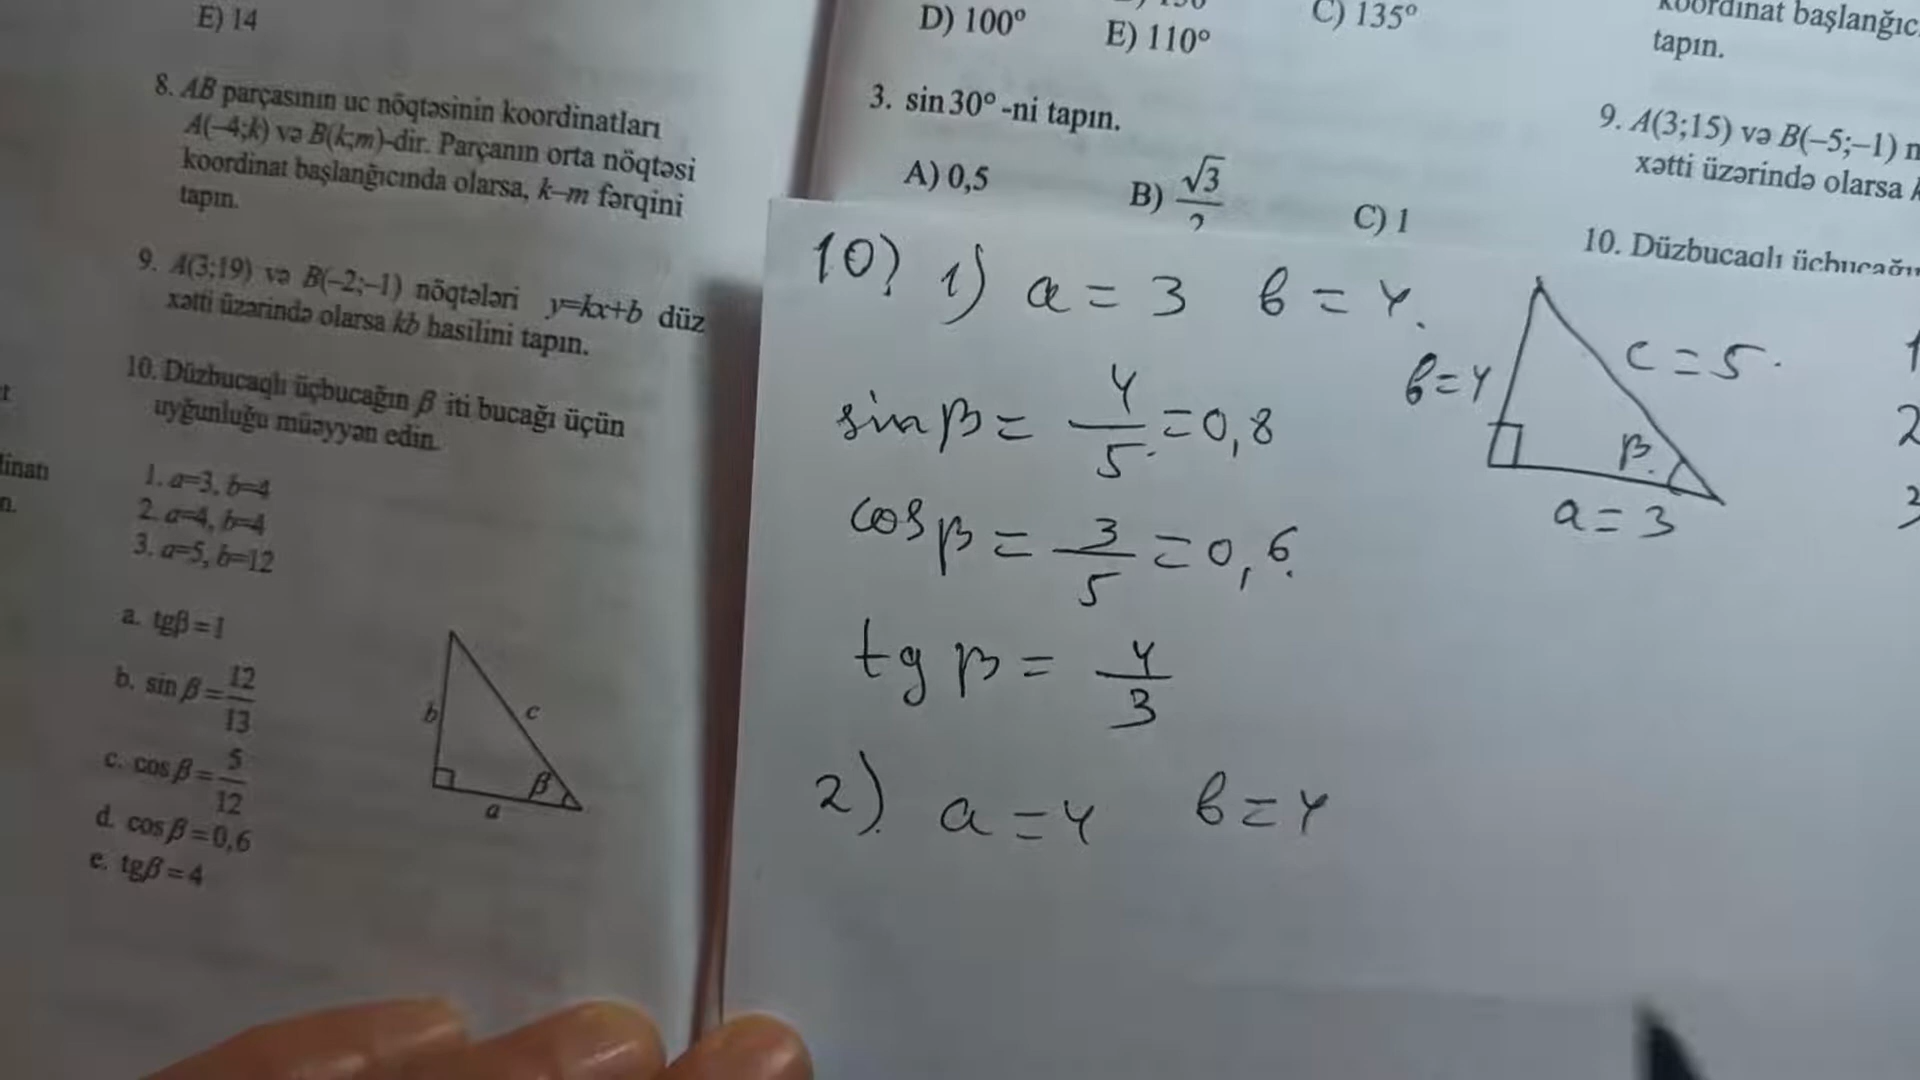 E) 14
8. AB parçasının uc nöqtəsinin koordinatları
A(–4;k) və B(k;m)-dir. Parçanın orta nöqtəsi
koordinat başlanğıcında olarsa, k–m fərqini
tapın.
9. A(3;19) və B(–2;–1) nöqtələri y=kx+b düz
xətti üzərində olarsa kb hasilini tapın.
10. Düzbucaqlı üçbucağın β iti bucağı üçün
uyğunluğu müəyyən edin.
1. a=3, b=4
2. a=4, b=4
3. a=5, b=12
a. tgβ=1
b. sin β=12/13
c. cos β=5/12
d. cos β=0,6
e. tgβ=4
b
c
β
a
D) 100°
E) 110°
C) 135°
3. sin30°-ni tapın.
A) 0,5
B) √3/2
C) 1
tapın.
9. A(3;15) və B(–5;–1)
xətti üzərində olarsa
10. Düzbucaqlı üçbucağın
10) 1) a = 3 b = 4.
sin β = 4/5 = 0,8
cos β = 3/5 = 0,6
tg β = 4/3
2) a = 4 b = 4
b = 4
c = 5
β
a = 3